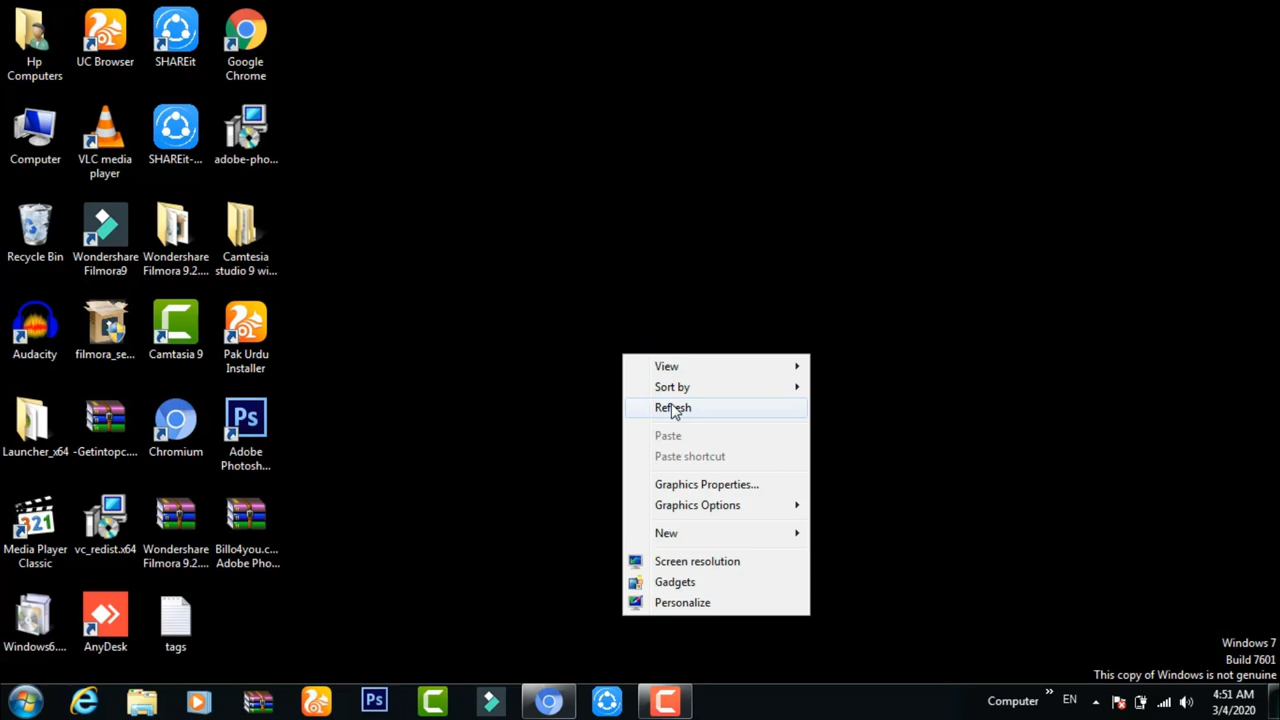 Hp
Computers
UC Browser
SHAREit
Google
Chrome
Computer
VLC media
player
SHAREit-...
adobe-pho...
Recycle Bin
Wondershare
Filmora9
Wondershare
Filmora 9.2....
Camtesia
studio 9 wi...
Audacity
filmora_se...
Camtasia 9
Pak Urdu
Installer
Launcher_x64
-Getintopc....
Chromium
Ps
Adobe
Photosh...
321
Media Player
Classic
vc_redist.x64
Wondershare
Filmora 9.2....
Billo4you.c...
Adobe Pho...
Windows6....
AnyDesk
tags
View
Sort by
Refresh
Paste
Paste shortcut
Graphics Properties...
Graphics Options
New
Screen resolution
Gadgets
Personalize
Windows 7
Build 7601
This copy of Windows is not genuine
Ps
Computer
»
EN
4:51 AM
3/4/2020